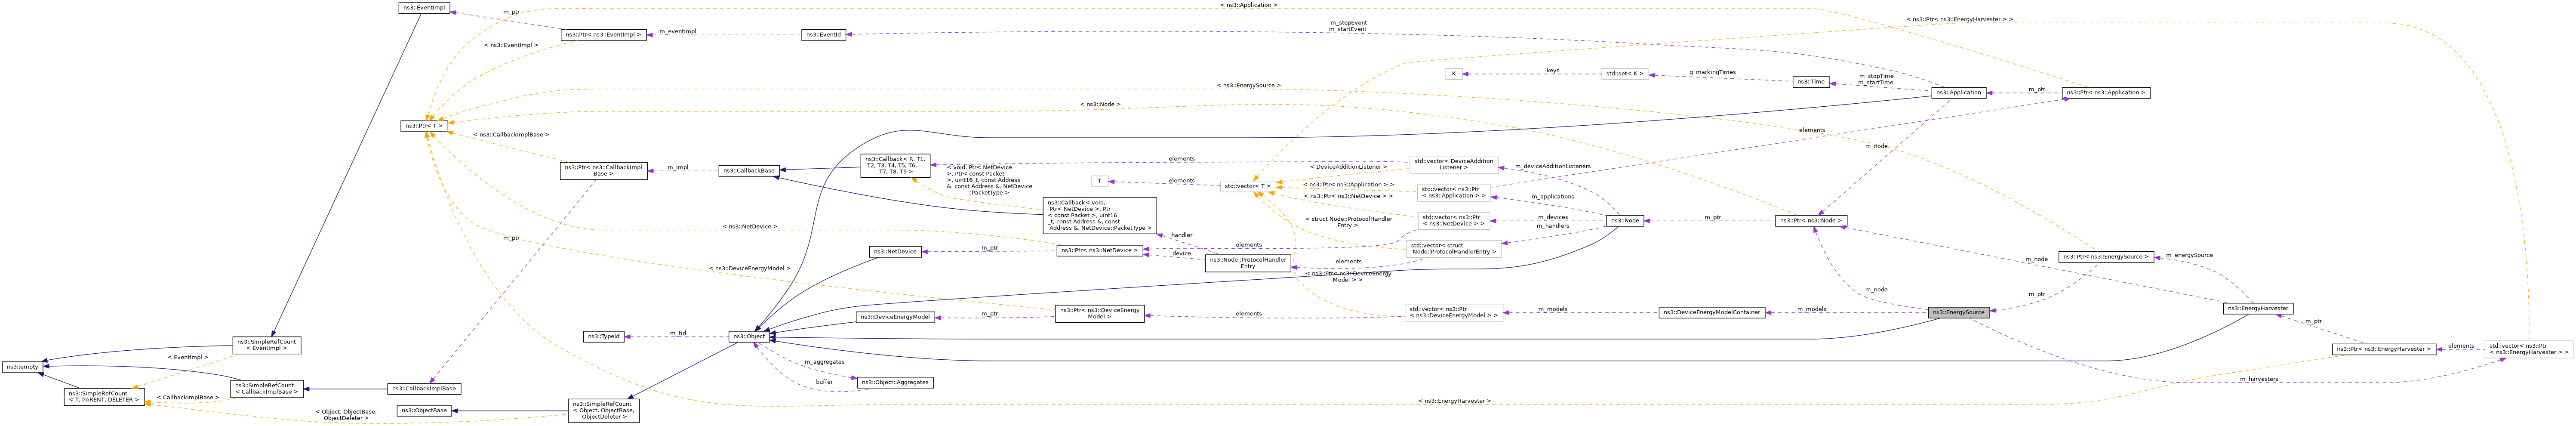 ns3::EventImpl
m_ptr
< ns3::Application >
< ns3::Ptr< ns3::EnergyHarvester > >
ns3::Ptr< ns3::EventImpl >
m_eventImpl
ns3::EventId
m_stopEvent
m_startEvent
< ns3::EventImpl >
K
keys
std::set< K >
g_markingTimes
ns3::Time
m_stopTime
m_startTime
ns3::Application
m_ptr
ns3::Ptr< ns3::Application >
< ns3::EnergySource >
< ns3::Node >
ns3::Ptr< T >
< ns3::CallbackImplBase >
elements
m_node
ns3::Ptr< ns3::CallbackImpl
Base >
m_impl
ns3::CallbackBase
ns3::Callback< R, T1,
T2, T3, T4, T5, T6,
T7, T8, T9 >
< void, Ptr< NetDevice
>, Ptr< const Packet
>, uint16_t, const Address
&, const Address &, NetDevice
::PacketType >
elements
T
elements
std::vector< T >
< DeviceAdditionListener >
std::vector< DeviceAddition
Listener >
m_deviceAdditionListeners
< ns3::Ptr< ns3::Application > >
std::vector< ns3::Ptr
< ns3::Application > >
m_applications
< ns3::Ptr< ns3::NetDevice > >
ns3::Callback< void,
Ptr< NetDevice >, Ptr
< const Packet >, uint16
_t, const Address &, const
Address &, NetDevice::PacketType >
< struct Node::ProtocolHandler
Entry >
std::vector< ns3::Ptr
< ns3::NetDevice > >
m_devices
m_handlers
ns3::Node
m_ptr
ns3::Ptr< ns3::Node >
< ns3::NetDevice >
m_ptr
handler
elements
std::vector< struct
Node::ProtocolHandlerEntry >
ns3::NetDevice
m_ptr
ns3::Ptr< ns3::NetDevice >
device
ns3::Node::ProtocolHandler
Entry
elements
m_node
ns3::Ptr< ns3::EnergySource >
m_energySource
< ns3::DeviceEnergyModel >
< ns3::Ptr< ns3::DeviceEnergy
Model > >
m_node
m_ptr
ns3::DeviceEnergyModel
m_ptr
ns3::Ptr< ns3::DeviceEnergy
Model >
elements
std::vector< ns3::Ptr
< ns3::DeviceEnergyModel > >
m_models
ns3::DeviceEnergyModelContainer
m_models
ns3::EnergySource
ns3::EnergyHarvester
m_ptr
ns3::TypeId
m_tid
ns3::Object
ns3::SimpleRefCount
< EventImpl >
< EventImpl >
ns3::empty
m_aggregates
buffer
ns3::Object::Aggregates
ns3::Ptr< ns3::EnergyHarvester >
elements
std::vector< ns3::Ptr
< ns3::EnergyHarvester > >
m_harvesters
ns3::SimpleRefCount
< T, PARENT, DELETER >
< CallbackImplBase >
ns3::SimpleRefCount
< CallbackImplBase >
ns3::CallbackImplBase
< Object, ObjectBase,
ObjectDeleter >
ns3::ObjectBase
ns3::SimpleRefCount
< Object, ObjectBase,
ObjectDeleter >
< ns3::EnergyHarvester >